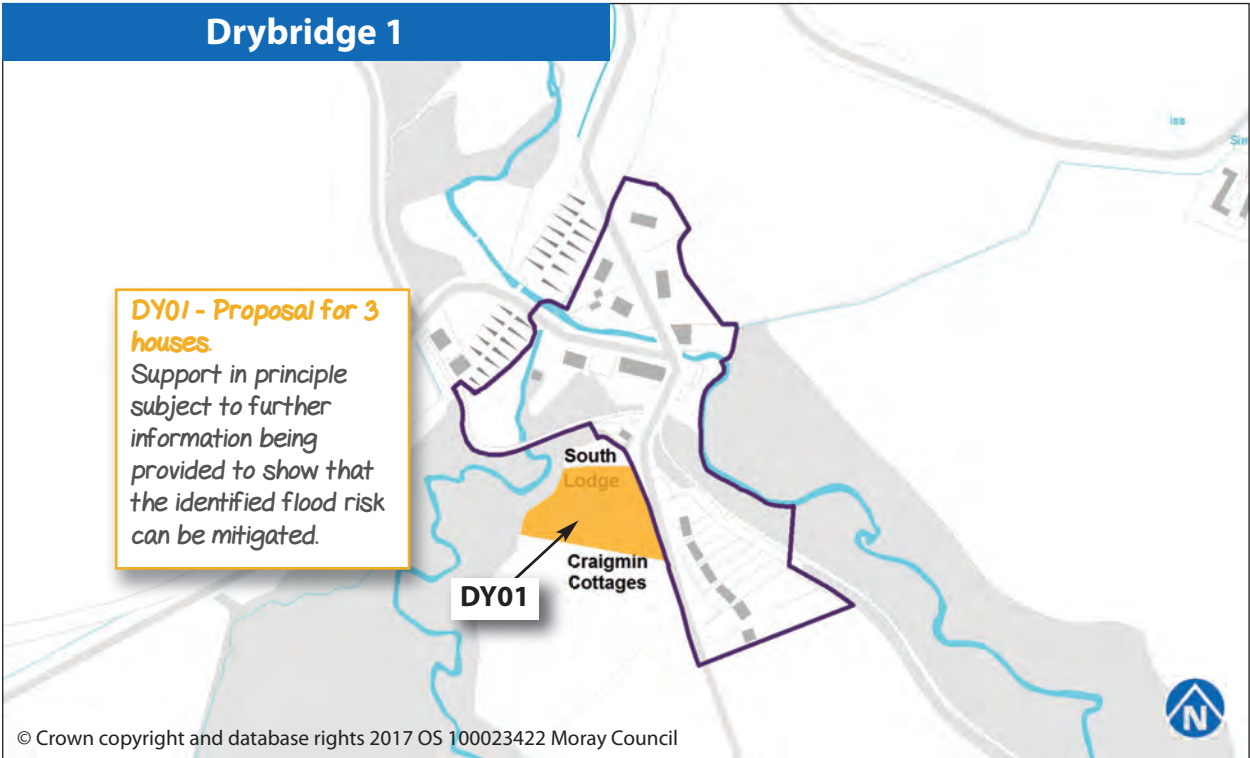 Drybridge 1
iss
DY01 - Proposal for 3
houses.
Support in principle
subject to further
information being
provided to show that
the identified flood risk
can be mitigated.
South
Lodge
Craigmin
Cottages
DY01
N
© Crown copyright and database rights 2017 OS 100023422 Moray Council